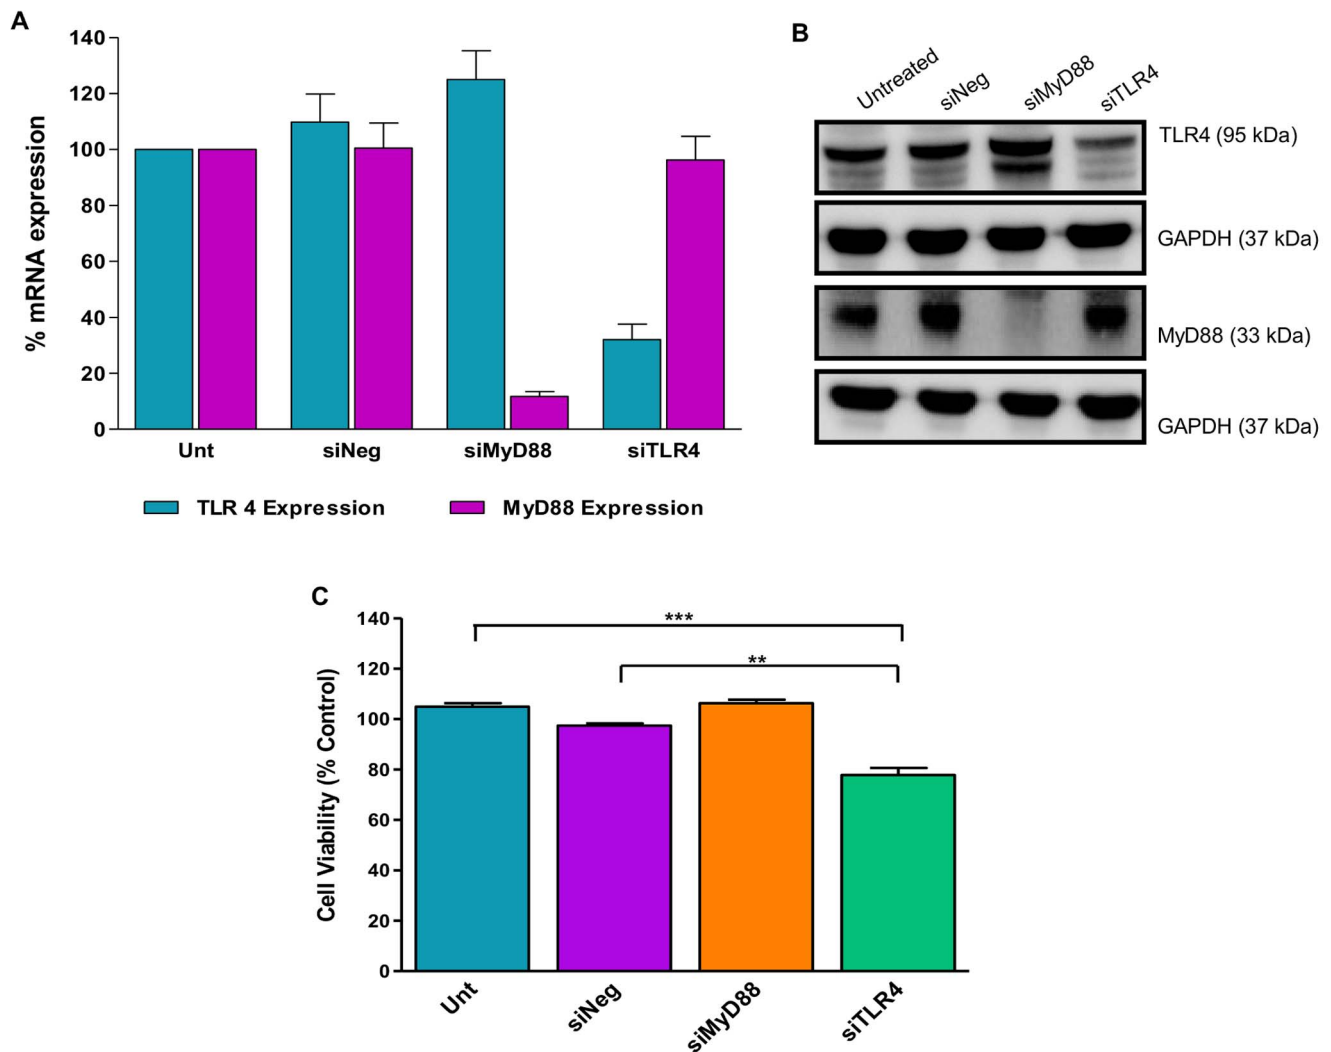 A
% mRNA expression
140
120
100
80
60
40
20
0
Unt siNeg siMyD88 siTLR4
TLR 4 Expression MyD88 Expression
B
Untreated siNeg siMyD88 siTLR4
TLR4 (95 kDa)
GAPDH (37 kDa)
MyD88 (33 kDa)
GAPDH (37 kDa)
C
Cell Viability (% Control)
140
120
100
80
60
40
20
0
***
**
Unt siNeg siMyD88 siTLR4